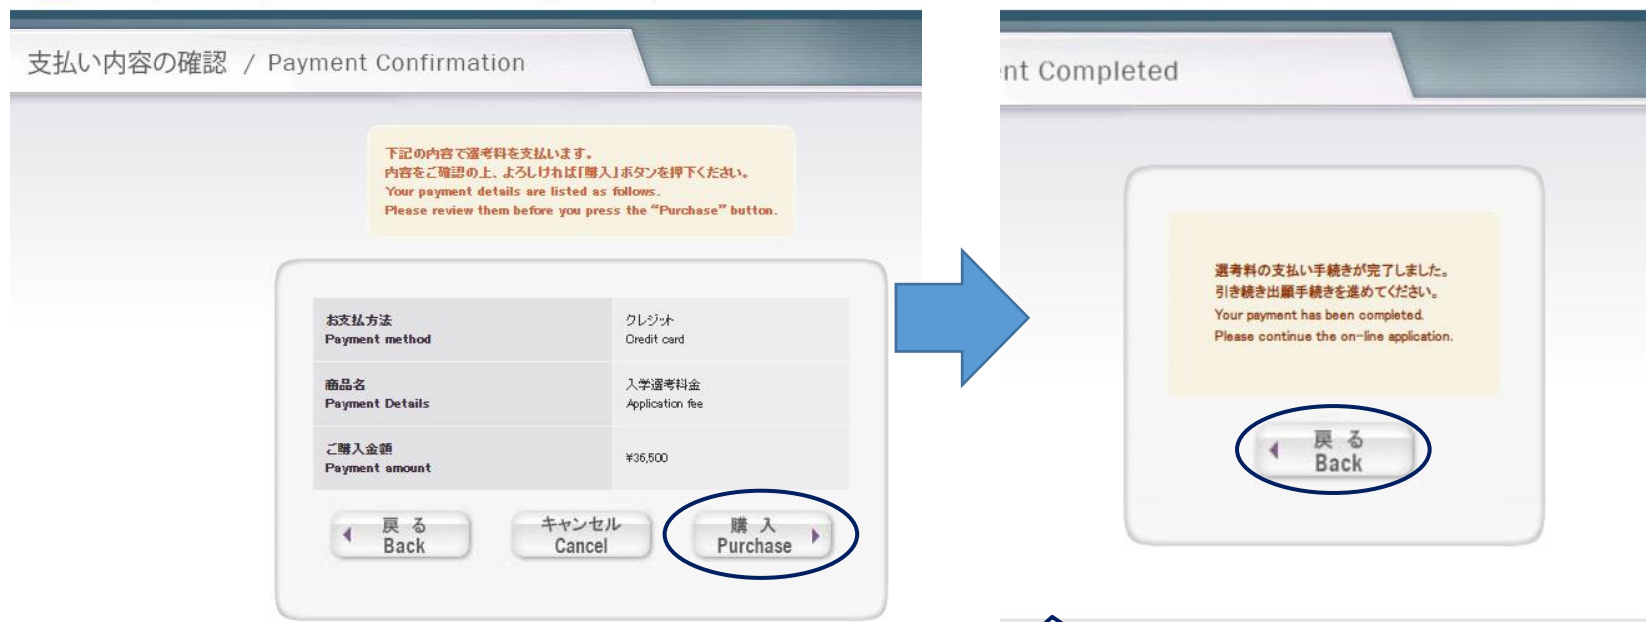 支払い内容の確認 / Payment Confirmation
下記の内容で選考料を支払います。
内容をご確認の上、よろしければ「購入」ボタンを押下ください。
Your payment details are listed as follows.
Please review them before you press the “Purchase” button.
お支払方法
Payment method
クレジット
Credit card
商品名
Payment Details
入学選考料金
Application fee
ご購入金額
Payment amount
¥36,500
戻る
Back
キャンセル
Cancel
購入
Purchase
nt Completed
選考料の支払い手続きが完了しました。
引き続き出願手続きを進めてください。
Your payment has been completed.
Please continue the on-line application.
戻る
Back